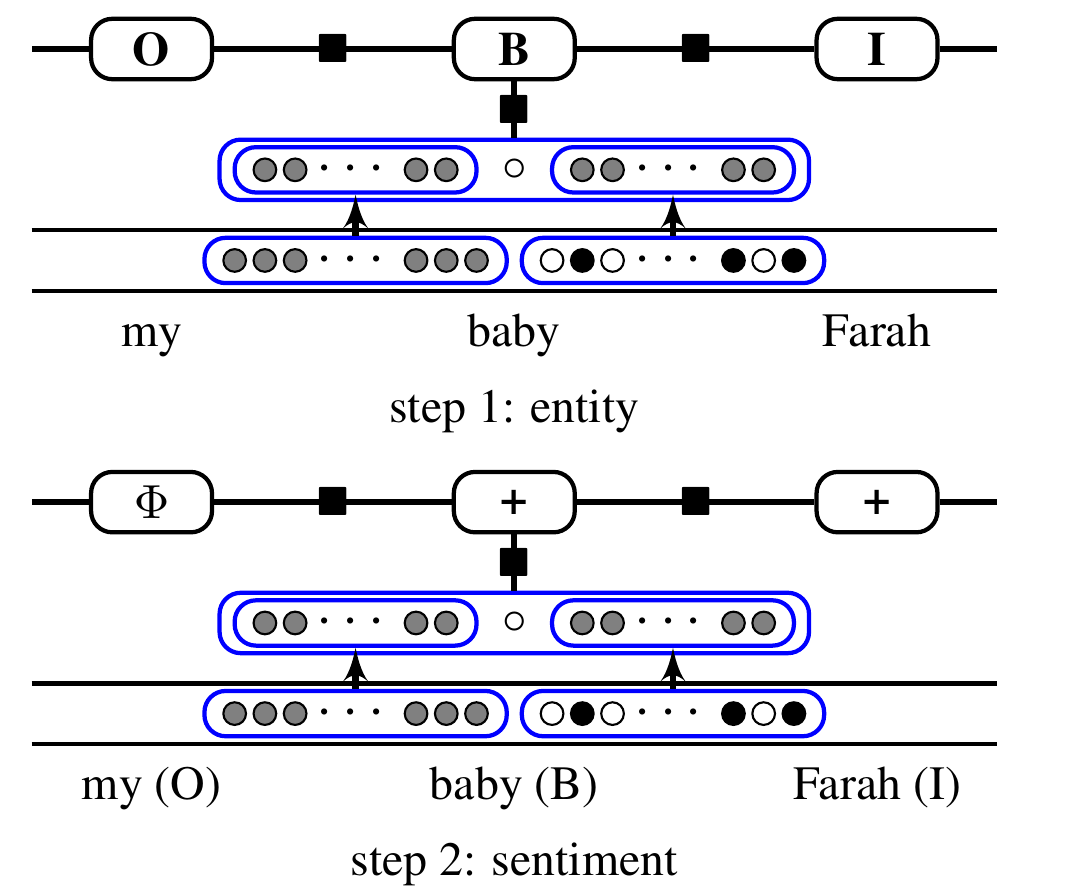 O B I
my baby Farah
step 1: entity
Φ + +
my (O) baby (B) Farah (I)
step 2: sentiment